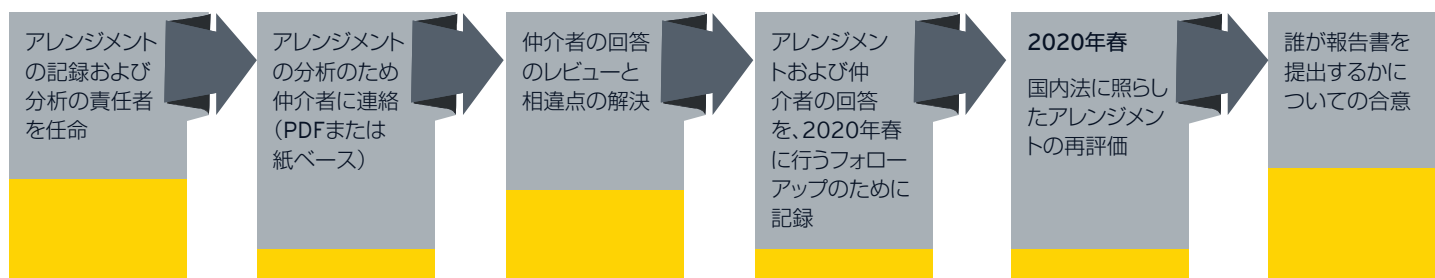 アレンジメント
の記録および
分析の責任者
を任命
アレンジメント
の分析のため
仲介者に連絡
(PDFまたは
紙ベース)
仲介者の回答
のレビューと
相違点の解決
アレンジメン
トおよび仲
介者の回答
を、2020年春
に行うフォロー
アップのために
記録
2020年春
国内法に照らし
たアレンジメン
トの再評価
誰が報告書を
提出するかに
ついての合意